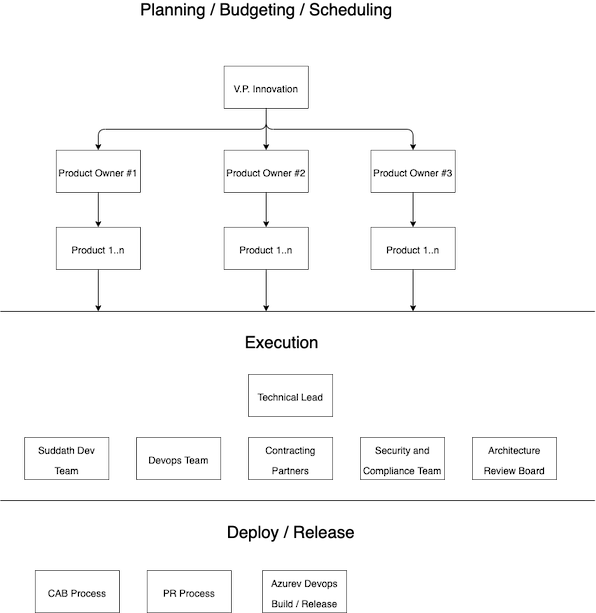 Planning / Budgeting / Scheduling
V.P. Innovation
Product Owner #1
Product Owner #2
Product Owner #3
Product 1..n
Product 1..n
Product 1..n
Execution
Technical Lead
Suddath Dev
Team
Devops Team
Contracting
Partners
Security and
Compliance Team
Architecture
Review Board
Deploy / Release
CAB Process
PR Process
Azurev Devops
Build / Release